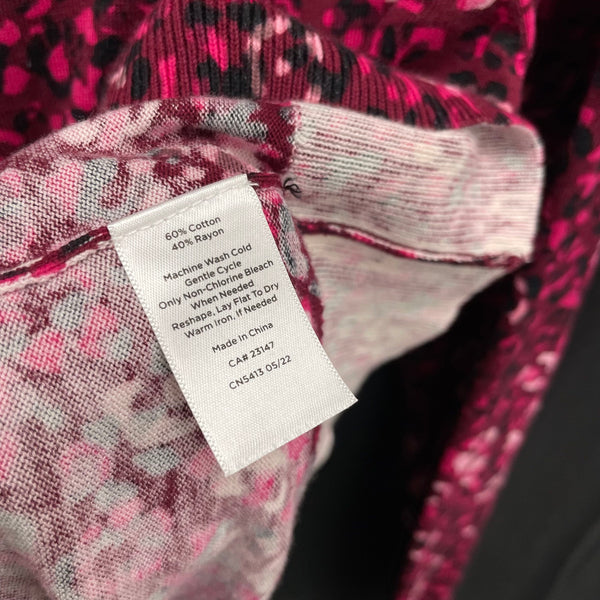 60% Cotton
40% Rayon
Machine Wash Cold
Gentle Cycle
Only Non-Chlorine Bleach
When Needed
Reshape, Lay Flat To Dry
Warm Iron, If Needed
Made in China
CA# 23147
CN5413 05/22